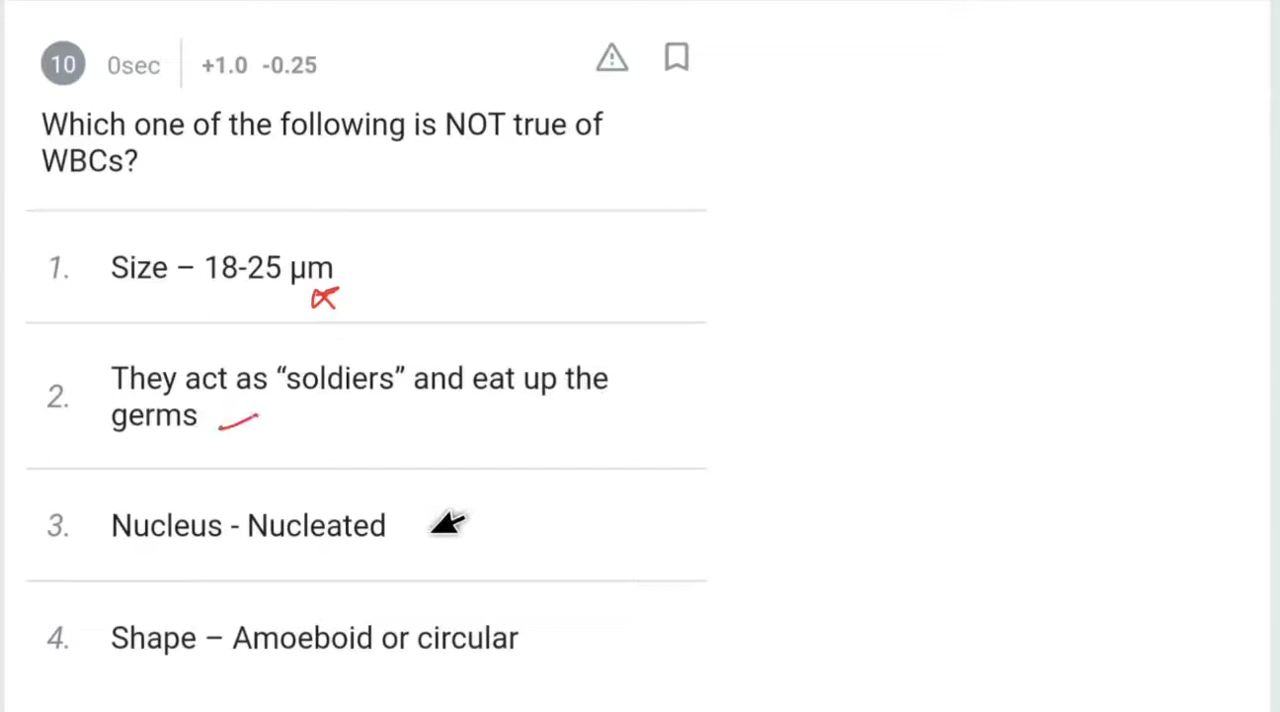 10 0sec +1.0 -0.25
Which one of the following is NOT true of
WBCs?
1. Size – 18-25 μm
2. They act as “soldiers” and eat up the
germs
3. Nucleus - Nucleated
4. Shape – Amoeboid or circular